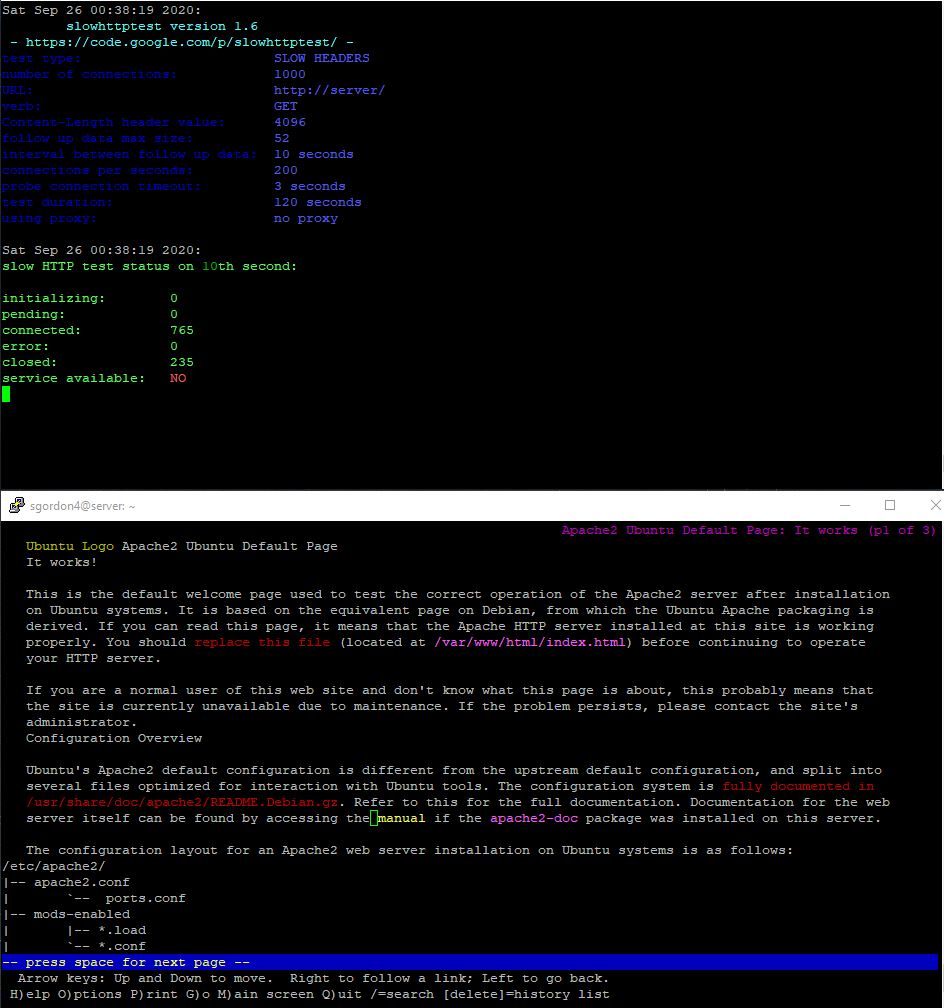 Sat Sep 26 00:38:19 2020:
slowhttptest version 1.6
- https://code.google.com/p/slowhttptest/ -
test type: SLOW HEADERS
number of connections: 1000
URL: http://server/
verb: GET
Content-Length header value: 4096
follow up data max size: 52
interval between follow up data: 10 seconds
connections per seconds: 200
probe connection timeout: 3 seconds
test duration: 120 seconds
using proxy: no proxy
Sat Sep 26 00:38:19 2020:
slow HTTP test status on 10th second:
initializing: 0
pending: 0
connected: 765
error: 0
closed: 235
service available: NO
sgordon4@server: ~
Apache2 Ubuntu Default Page: It works (p1 of 3)
Ubuntu Logo Apache2 Ubuntu Default Page
It works!
This is the default welcome page used to test the correct operation of the Apache2 server after installation
on Ubuntu systems. It is based on the equivalent page on Debian, from which the Ubuntu Apache packaging is
derived. If you can read this page, it means that the Apache HTTP server installed at this site is working
properly. You should replace this file (located at /var/www/html/index.html) before continuing to operate
your HTTP server.
If you are a normal user of this web site and don't know what this page is about, this probably means that
the site is currently unavailable due to maintenance. If the problem persists, please contact the site's
administrator.
Configuration Overview
Ubuntu's Apache2 default configuration is different from the upstream default configuration, and split into
several files optimized for interaction with Ubuntu tools. The configuration system is fully documented in
/usr/share/doc/apache2/README.Debian.gz. Refer to this for the full documentation. Documentation for the web
server itself can be found by accessing the manual if the apache2-doc package was installed on this server.
The configuration layout for an Apache2 web server installation on Ubuntu systems is as follows:
/etc/apache2/
|-- apache2.conf
|       `--  ports.conf
|-- mods-enabled
|       |-- *.load
|       `-- *.conf
-- press space for next page --
Arrow keys: Up and Down to move.  Right to follow a link; Left to go back.
H)elp O)ptions P)rint G)o M)ain screen Q)uit /=search [delete]=history list